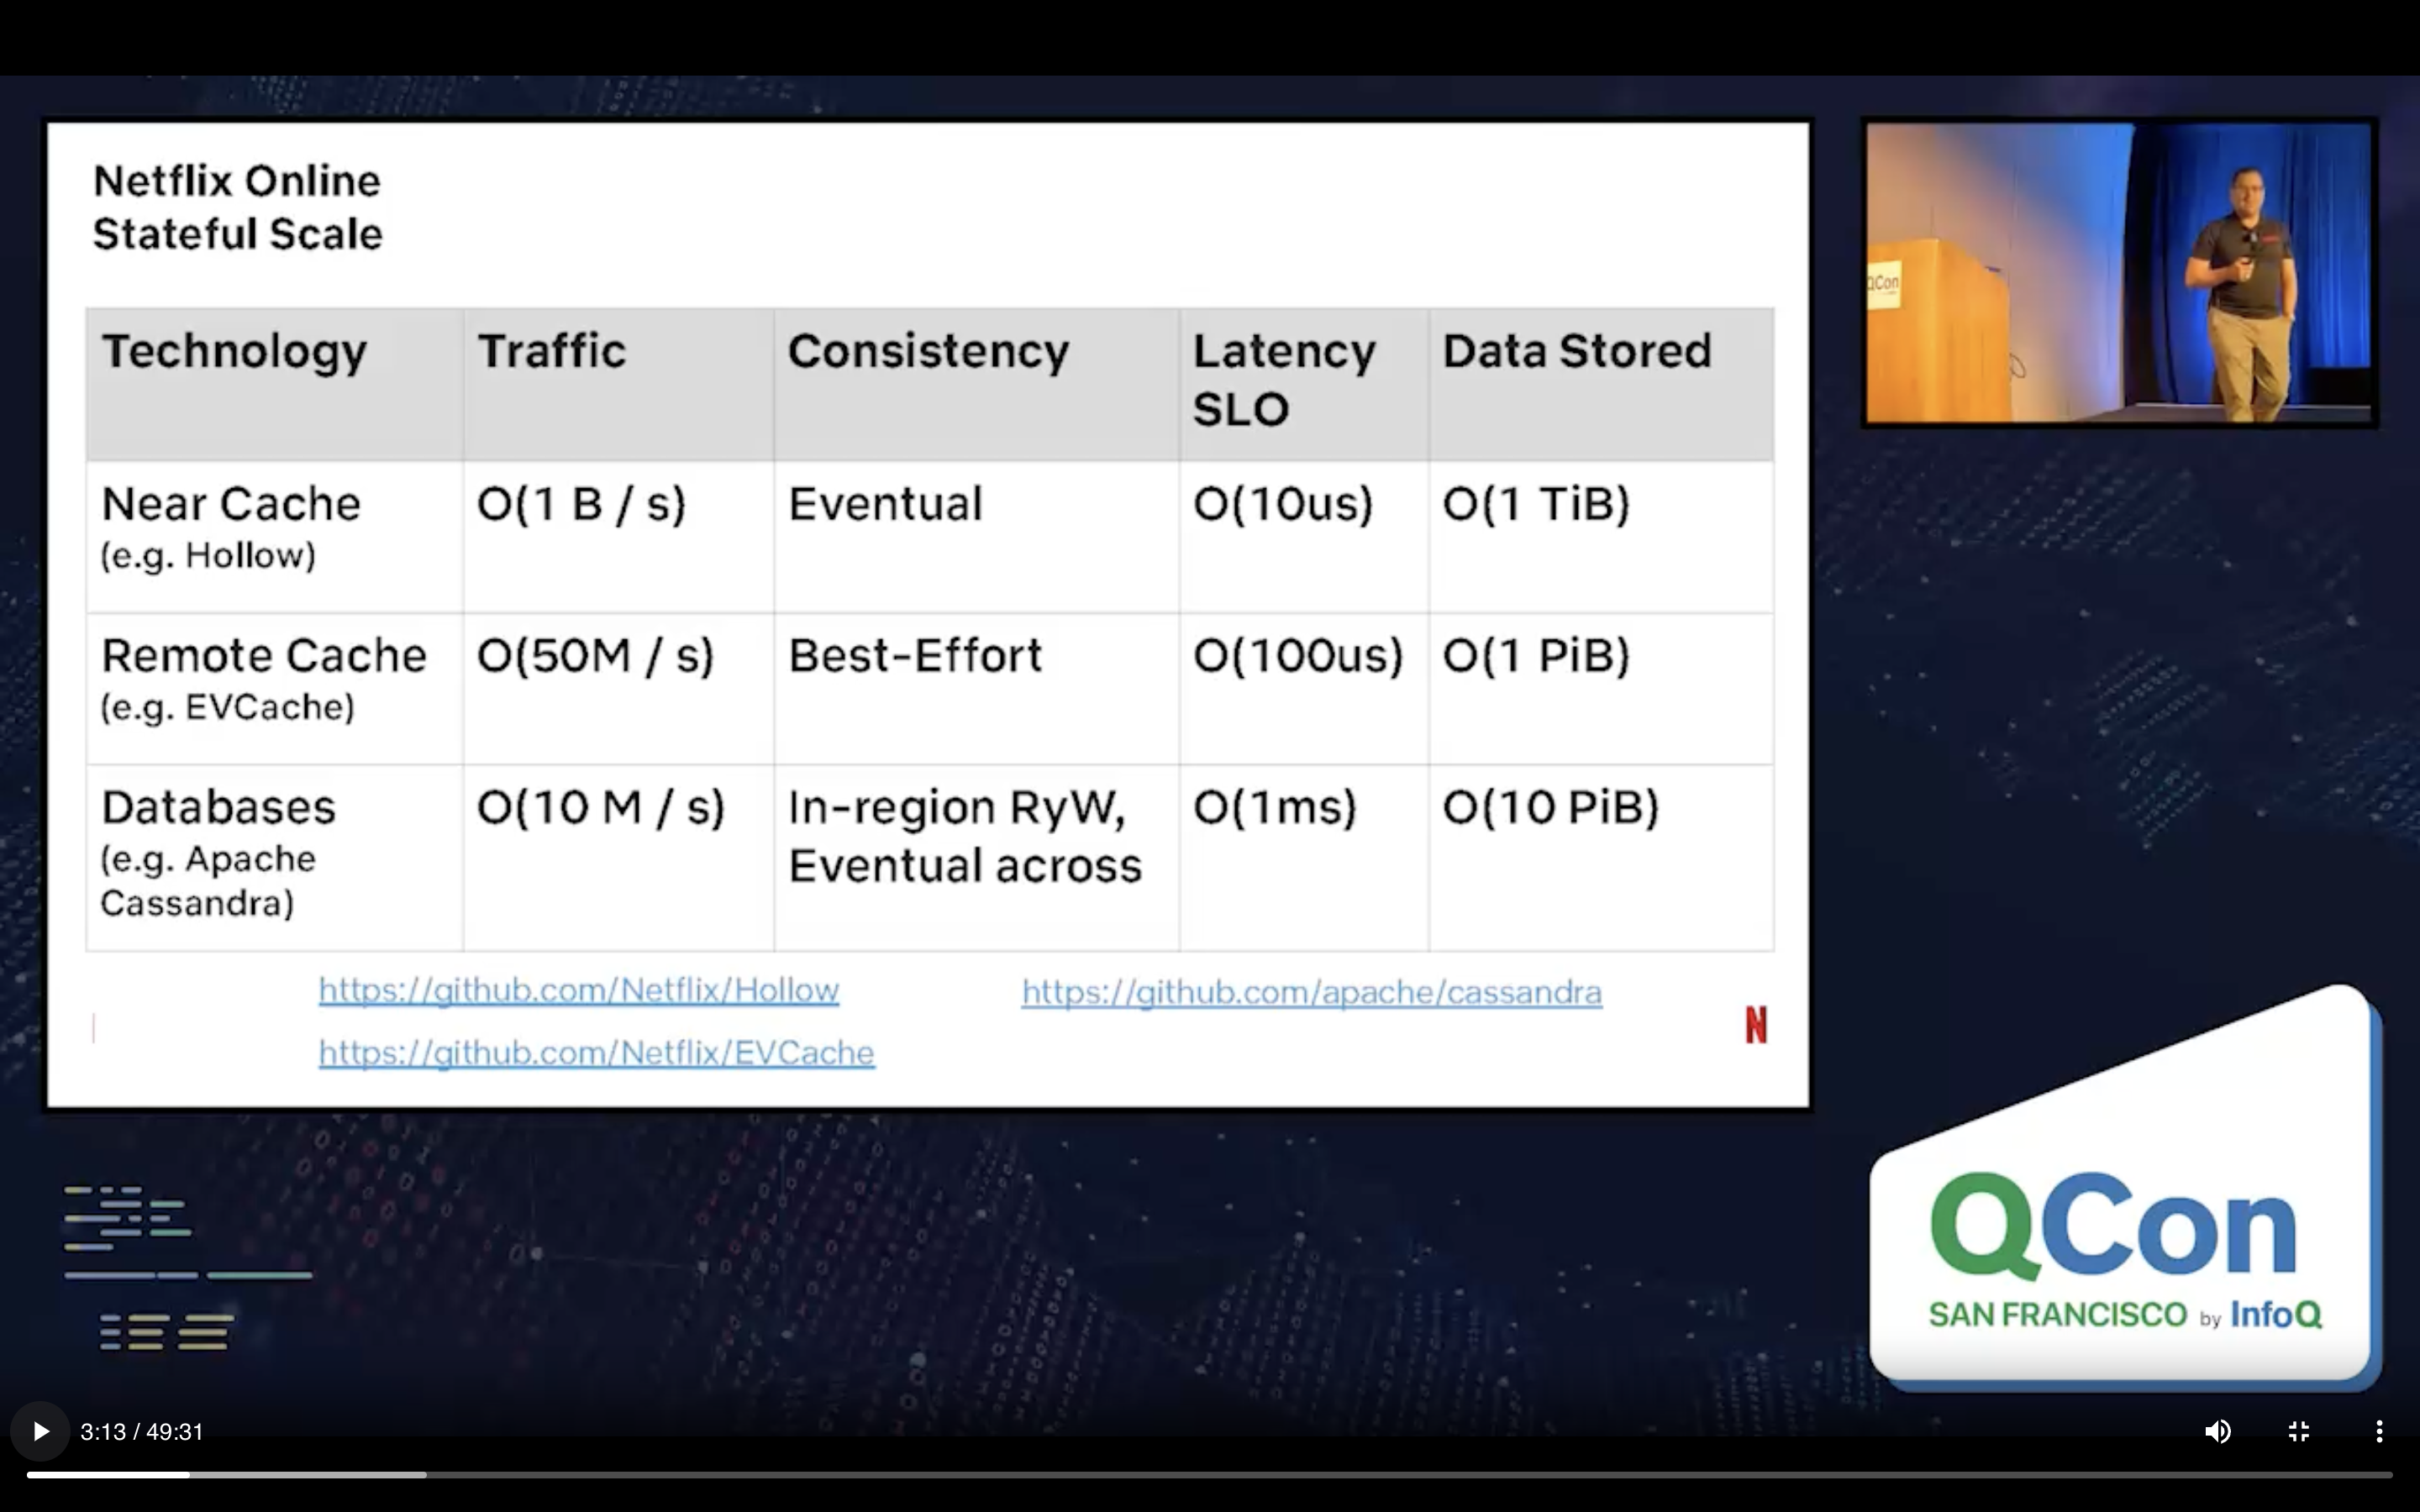 Netflix Online
Stateful Scale
Technology Traffic Consistency Latency SLO Data Stored
Near Cache (e.g. Hollow) O(1 B / s) Eventual O(10us) O(1 TiB)
Remote Cache (e.g. EVCache) O(50M / s) Best-Effort O(100us) O(1 PiB)
Databases (e.g. Apache Cassandra) O(10 M / s) In-region RyW, Eventual across O(1ms) O(10 PiB)
https://github.com/Netflix/Hollow
https://github.com/apache/cassandra
https://github.com/Netflix/EVCache
N
QCon
QCon
SAN FRANCISCO by InfoQ
3:13 / 49:31